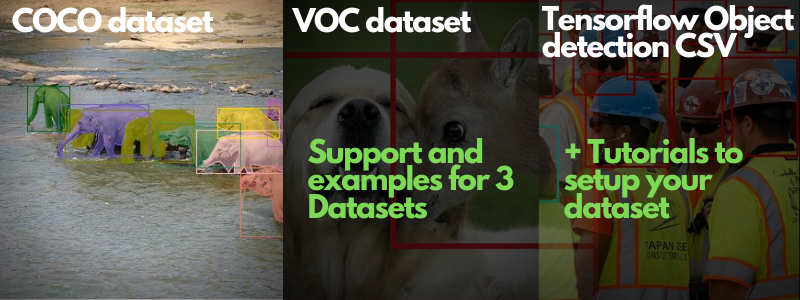 COCO dataset
VOC dataset
Tensorflow Object
detection CSV
Support and
examples for 3
Datasets
+ Tutorials to
setup your
dataset